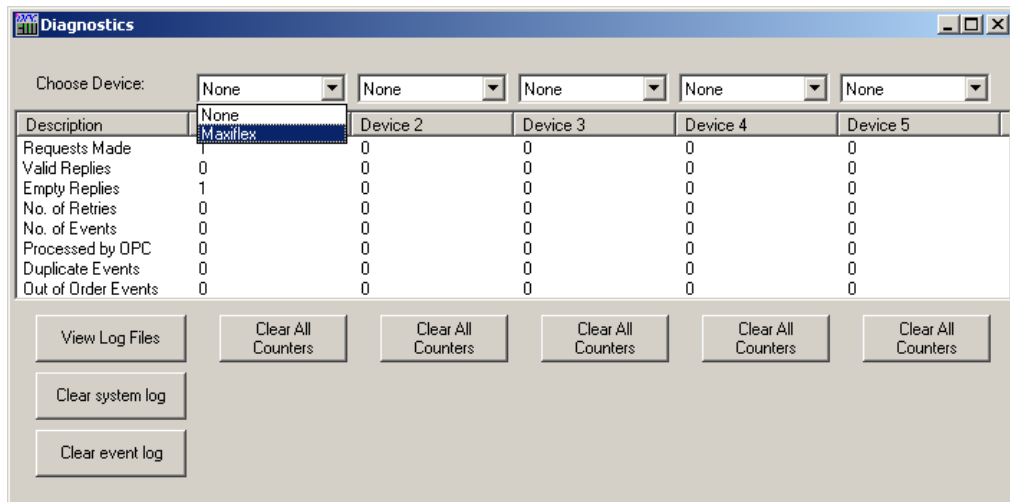 Diagnostics
Choose Device: None None None None None
None
Maxiflex
Description Device 2 Device 3 Device 4 Device 5
Requests Made 1 0 0 0 0
Valid Replies 0 0 0 0 0
Empty Replies 1 0 0 0 0
No. of Retries 0 0 0 0 0
No. of Events 0 0 0 0 0
Processed by OPC 0 0 0 0 0
Duplicate Events 0 0 0 0 0
Out of Order Events 0 0 0 0 0
View Log Files
Clear All Counters
Clear All Counters
Clear All Counters
Clear All Counters
Clear All Counters
Clear system log
Clear event log